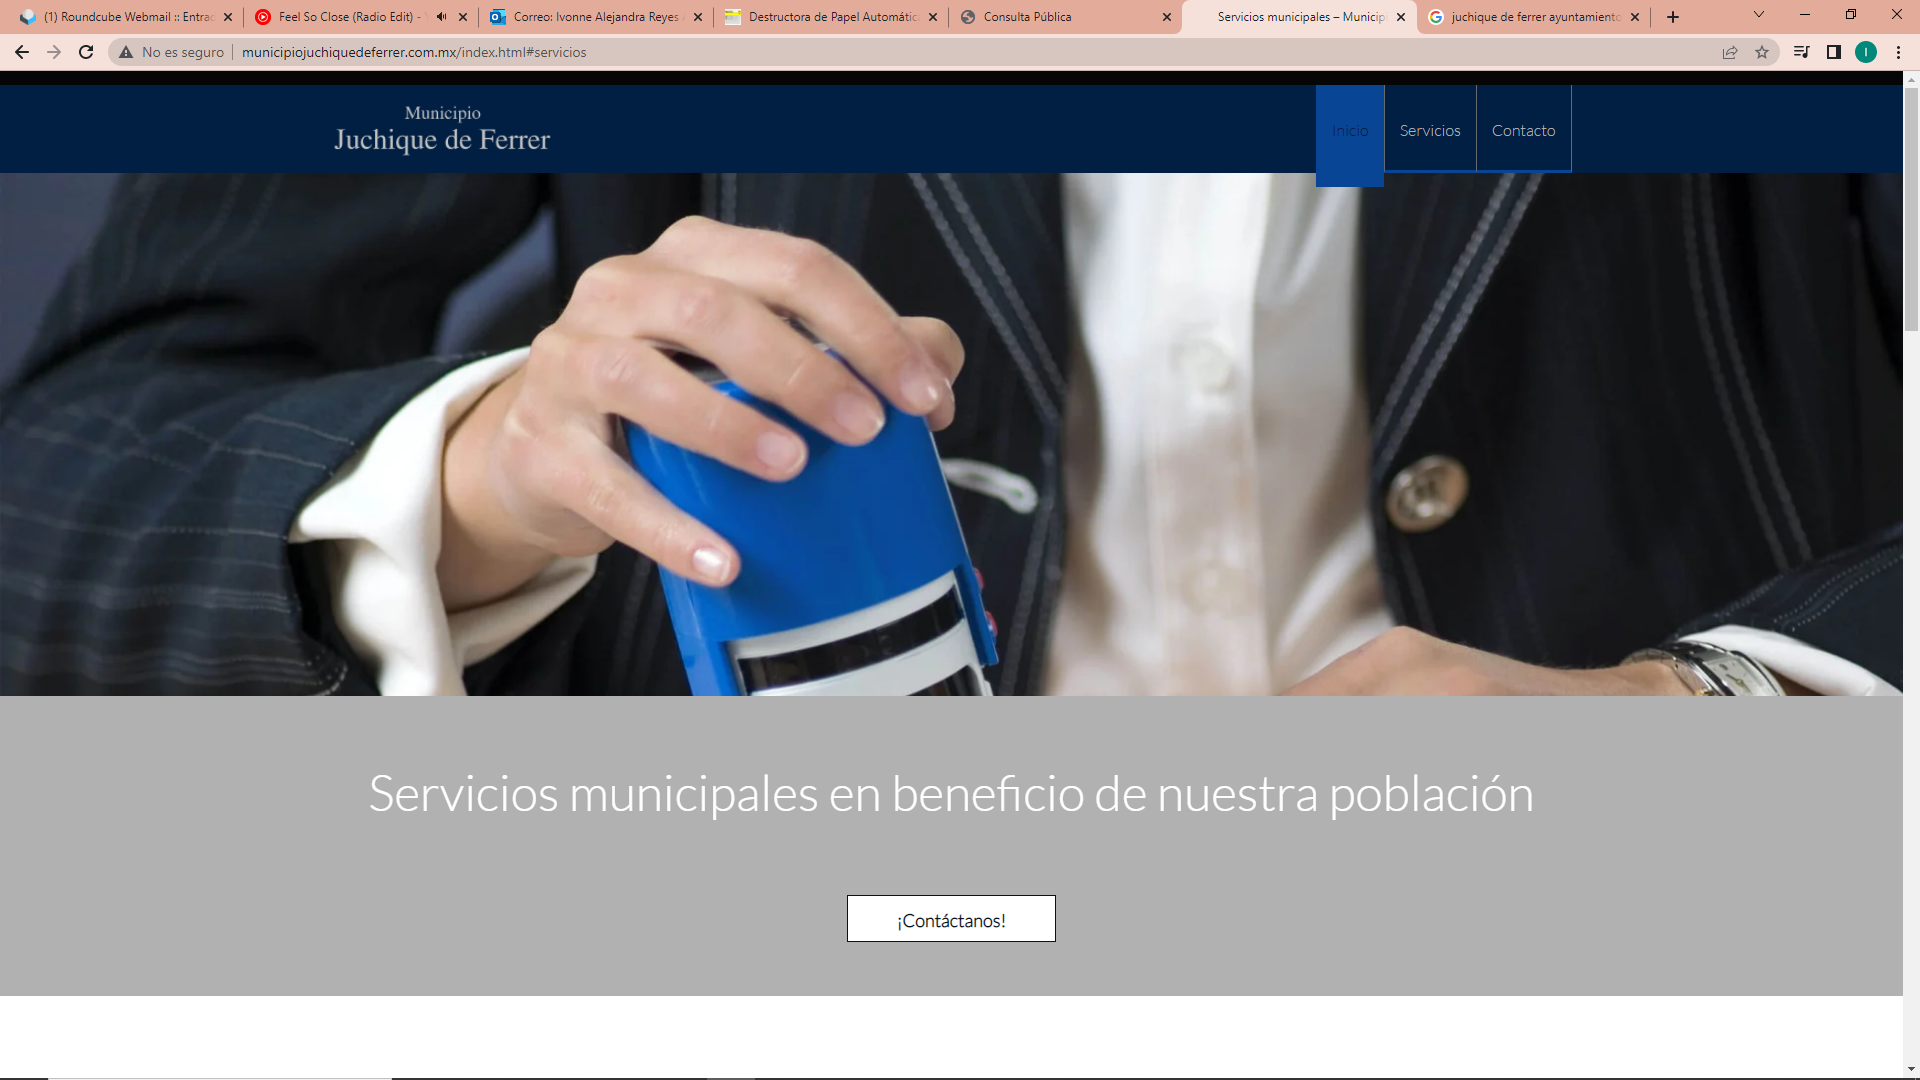 (1) Roundcube Webmail :: Entra
Feel So Close (Radio Edit) -
Correo: Ivonne Alejandra Reyes
Destructora de Papel Automátic
Consulta Pública
Servicios municipales – Municip
juchique de ferrer ayuntamiento
No es seguro
municipiojuchiquedeferrer.com.mx/index.html#servicios
I
Municipio
Juchique de Ferrer
Inicio
Servicios
Contacto
Servicios municipales en beneficio de nuestra población
¡Contáctanos!